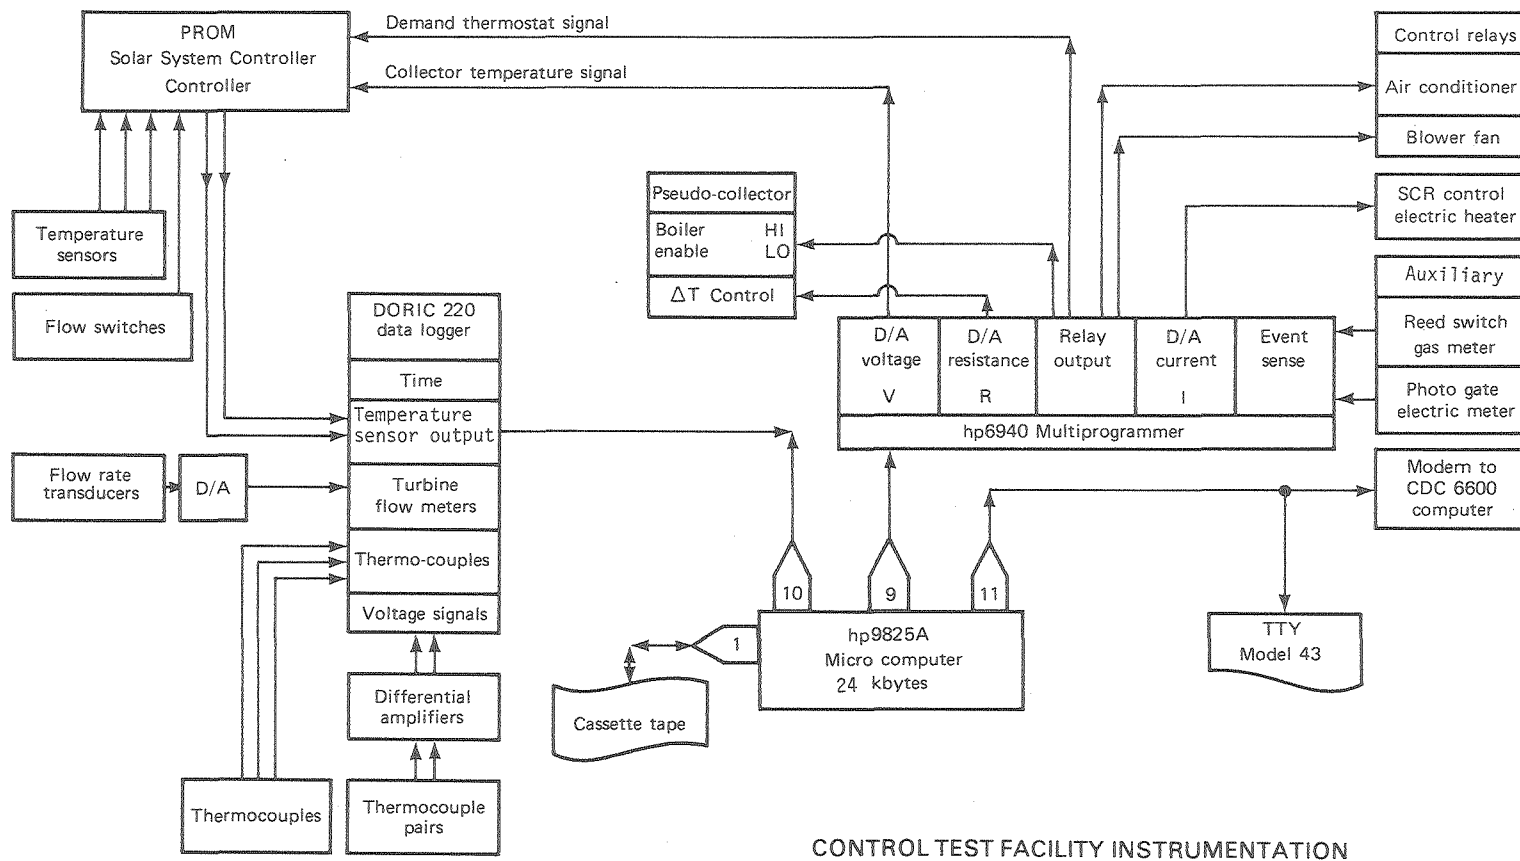 PROM
Solar System Controller
Controller
Demand thermostat signal
Collector temperature signal
Control relays
Air conditioner
Blower fan
Pseudo-collector
Boiler HI
enable LO
ΔT Control
SCR control
electric heater
Temperature
sensors
Flow switches
Auxiliary
Reed switch
gas meter
Photo gate
electric meter
DORIC 220
data logger
Time
Temperature
sensor output
Turbine
flow meters
Thermo-couples
Voltage signals
D/A
voltage
V
D/A
resistance
R
Relay
output
D/A
current
I
Event
sense
hp6940 Multiprogrammer
Flow rate
transducers
D/A
Modem to
CDC 6600
computer
10
9
11
1
hp9825A
Micro computer
24 kbytes
TTY
Model 43
Cassette tape
Differential
amplifiers
Thermocouples
Thermocouple
pairs
CONTROL TEST FACILITY INSTRUMENTATION